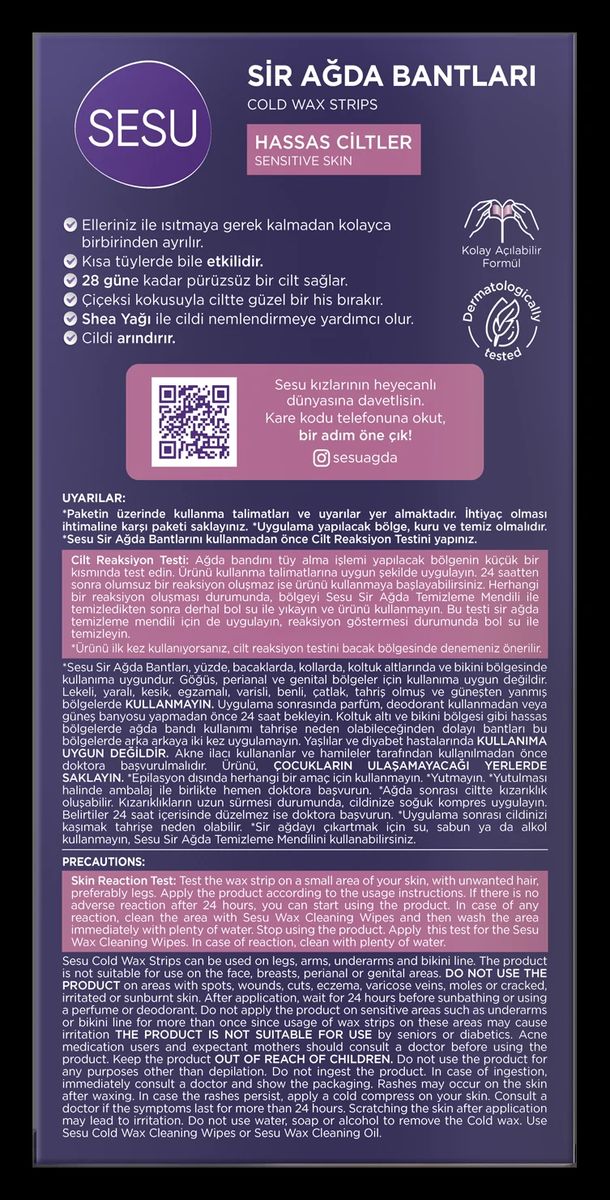 SESU
SİR AĞDA BANTLARI
COLD WAX STRIPS
HASSAS CİLTLER
SENSITIVE SKIN
Elleriniz ile ısıtmaya gerek kalmadan kolayca
birbirinden ayrılır.
Kısa tüylerde bile etkilidir.
28 güne kadar pürüzsüz bir cilt sağlar.
Çiçeksi kokusuyla ciltte güzel bir his bırakır.
Shea Yağı ile cildi nemlendirmeye yardımcı olur.
Cildi arındırır.
Kolay Açılabilir
Formül
Dermatologically
tested
Sesu kızlarının heyecanlı
dünyasına davetlisin.
Kare kodu telefonuna okut,
bir adım öne çık!
sesuagda
UYARILAR:
*Paketin üzerinde kullanma talimatları ve uyarılar yer almaktadır. İhtiyaç olması
ihtimaline karşı paketi saklayınız. *Uygulama yapılacak bölge, kuru ve temiz olmalıdır.
*Sesu Sir Ağda Bantlarını kullanmadan önce Cilt Reaksiyon Testini yapınız.
Cilt Reaksiyon Testi: Ağda bandını tüy alma işlemi yapılacak bölgenin küçük bir
kısmında test edin. Ürünü kullanma talimatlarına uygun şekilde uygulayın. 24 saatten
sonra olumsuz bir reaksiyon oluşmaz ise ürünü kullanmaya başlayabilirsiniz. Herhangi
bir reaksiyon oluşması durumunda, bölgeyi Sesu Sir Ağda Temizleme Mendili ile
temizledikten sonra derhal bol su ile yıkayın ve ürünü kullanmayın. Bu testi sir ağda
temizleme mendili için de uygulayın, reaksiyon göstermesi durumunda bol su ile
temizleyin.
*Ürünü ilk kez kullanıyorsanız, cilt reaksiyon testini bacak bölgesinde denemeniz önerilir.
*Sesu Sir Ağda Bantları, yüzde, bacaklarda, kollarda, koltuk altlarında ve bikini bölgesinde
kullanıma uygundur. Göğüs, perianal ve genital bölgeler için kullanıma uygun değildir.
Lekeli, yaralı, kesik, egzamalı, varisli, benli, çatlak, tahriş olmuş ve güneşten yanmış
bölgelerde KULLANMAYIN. Uygulama sonrasında parfüm, deodorant kullanmadan veya
güneş banyosu yapmadan önce 24 saat bekleyin. Koltuk altı ve bikini bölgesi gibi hassas
bölgelerde ağda bandı kullanımı tahrişe neden olabileceğinden dolayı bantları bu
bölgelerde arka arkaya iki kez uygulamayın. Yaşlılar ve diyabet hastalarında KULLANIMA
UYGUN DEĞİLDİR. Akne ilacı kullananlar ve hamileler tarafından kullanılmadan önce
doktora başvurulmalıdır. Ürünü, ÇOCUKLARIN ULAŞAMAYACAĞI YERLERDE
SAKLAYIN. *Epilasyon dışında herhangi bir amaç için kullanmayın. *Yutmayın. *Yutulması
halinde ambalaj ile birlikte hemen doktora başvurun. *Ağda sonrası ciltte kızarıklık
oluşabilir. Kızarıklıkların uzun sürmesi durumunda, cildinize soğuk kompres uygulayın.
Belirtiler 24 saat içerisinde düzelmez ise doktora başvurun. *Uygulama sonrası cildinizi
kaşımak tahrişe neden olabilir. *Sir ağdayı çıkartmak için su, sabun ya da alkol
kullanmayın, Sesu Sir Ağda Temizleme Mendilini kullanabilirsiniz.
PRECAUTIONS:
Skin Reaction Test: Test the wax strip on a small area of your skin, with unwanted hair,
preferably legs. Apply the product according to the usage instructions. If there is no
adverse reaction after 24 hours, you can start using the product. In case of any
reaction, clean the area with Sesu Wax Cleaning Wipes and then wash the area
immediately with plenty of water. Stop using the product. Apply this test for the Sesu
Wax Cleaning Wipes. In case of reaction, clean with plenty of water.
Sesu Cold Wax Strips can be used on legs, arms, underarms and bikini line. The product
is not suitable for use on the face, breasts, perianal or genital areas. DO NOT USE THE
PRODUCT on areas with spots, wounds, cuts, eczema, varicose veins, moles or cracked,
irritated or sunburnt skin. After application, wait for 24 hours before sunbathing or using
a perfume or deodorant. Do not apply the product on sensitive areas such as underarms
or bikini line for more than once since usage of wax strips on these areas may cause
irritation THE PRODUCT IS NOT SUITABLE FOR USE by seniors or diabetics. Acne
medication users and expectant mothers should consult a doctor before using the
product. Keep the product OUT OF REACH OF CHILDREN. Do not use the product for
any purposes other than depilation. Do not ingest the product. In case of ingestion,
immediately consult a doctor and show the packaging. Rashes may occur on the skin
after waxing. In case the rashes persist, apply a cold compress on your skin. Consult a
doctor if the symptoms last for more than 24 hours. Scratching the skin after application
may lead to irritation. Do not use water, soap or alcohol to remove the Cold wax. Use
Sesu Cold Wax Cleaning Wipes or Sesu Wax Cleaning Oil.